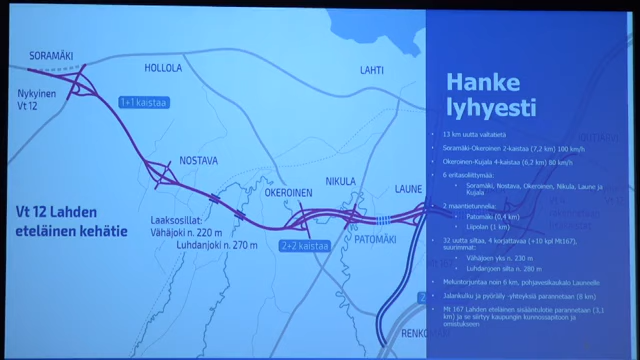 SORAMÄKI
HOLLOLA
LAHTI
Nykyinen
Vt 12
1+1 kaistaa
NOSTAVA
NIKULA
OKEROINEN
LAUNE
Vt 12 Lahden
eteläinen kehätie
Laaksosillat:
Vähäjoki n. 220 m
Luhdanjoki n. 270 m
PATOMÄKI
2+2 kaistaa
2
Hanke
lyhyesti
• 13 km uutta valtatietä
• Soramäki-Okeroinen 2-kaistaa (7,2 km) 100 km/h
• Okeroinen-Kujala 4-kaistaa (6,7 km) 80 km/h
• 6 eritasoliittymää:
• Soramäki, Nostava, Okeroinen, Nikula, Laune ja
Kujala
• 2 maantietunnelia:
• Patomäki (0,4 km)
• Liipolan (1 km)
• 32 uutta siltaa, 4 korjattavaa (+10 kpl Mt167),
suurimmat:
• Vähäjoen yks n. 230 m
• Luhdanjoen silta n. 280 m
• Meluntorjuntaa noin 6 km, pohjavesikaukalo Launeelle
• Jalankulku ja pyöräily -yhteyksiä parannetaan (8 km)
• Mt 167 Lahden eteläinen sisääntulotie parannetaan (3,1
km) ja se siirtyy kaupungin kunnossapitoon ja
omistukseen